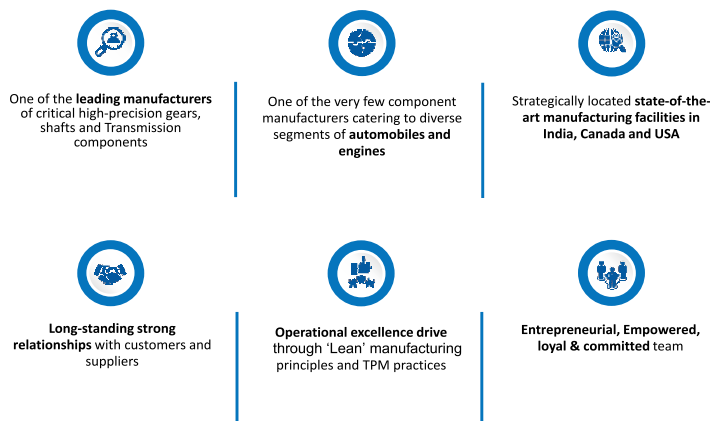 One of the leading manufacturers
of critical high-precision gears,
shafts and Transmission
components
One of the very few component
manufacturers catering to diverse
segments of automobiles and
engines
Strategically located state-of-the-
art manufacturing facilities in
India, Canada and USA
Long-standing strong
relationships with customers and
suppliers
Operational excellence drive
through ‘Lean’ manufacturing
principles and TPM practices
Entrepreneurial, Empowered,
loyal & committed team